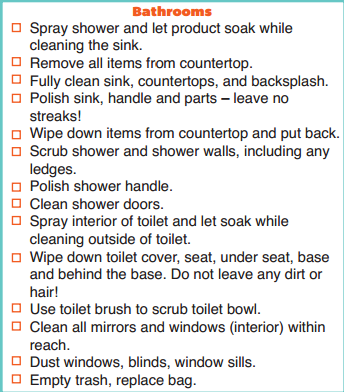 Bathrooms
Spray shower and let product soak while
cleaning the sink.
Remove all items from countertop.
Fully clean sink, countertops, and backsplash.
Polish sink, handle and parts – leave no
streaks!
Wipe down items from countertop and put back.
Scrub shower and shower walls, including any
ledges.
Polish shower handle.
Clean shower doors.
Spray interior of toilet and let soak while
cleaning outside of toilet.
Wipe down toilet cover, seat, under seat, base
and behind the base. Do not leave any dirt or
hair!
Use toilet brush to scrub toilet bowl.
Clean all mirrors and windows (interior) within
reach.
Dust windows, blinds, window sills.
Empty trash, replace bag.